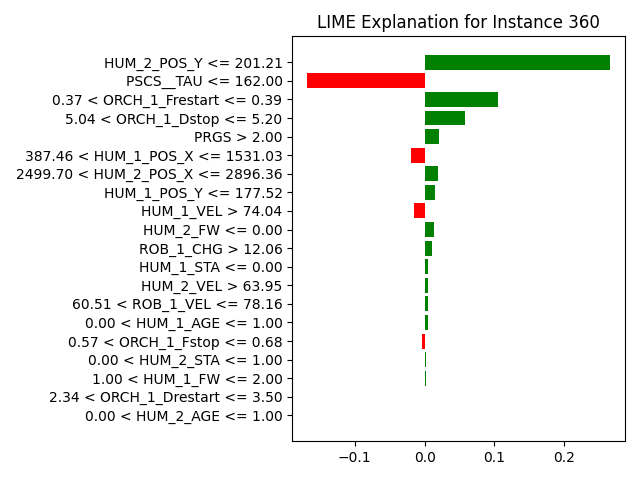 LIME Explanation for Instance 360
HUM_2_POS_Y <= 201.21
PSCS__TAU <= 162.00
0.37 < ORCH_1_Frestart <= 0.39
5.04 < ORCH_1_Dstop <= 5.20
PRGS > 2.00
387.46 < HUM_1_POS_X <= 1531.03
2499.70 < HUM_2_POS_X <= 2896.36
HUM_1_POS_Y <= 177.52
HUM_1_VEL > 74.04
HUM_2_FW <= 0.00
ROB_1_CHG > 12.06
HUM_1_STA <= 0.00
HUM_2_VEL > 63.95
60.51 < ROB_1_VEL <= 78.16
0.00 < HUM_1_AGE <= 1.00
0.57 < ORCH_1_Fstop <= 0.68
0.00 < HUM_2_STA <= 1.00
1.00 < HUM_1_FW <= 2.00
2.34 < ORCH_1_Drestart <= 3.50
0.00 < HUM_2_AGE <= 1.00
−0.1 0.0 0.1 0.2